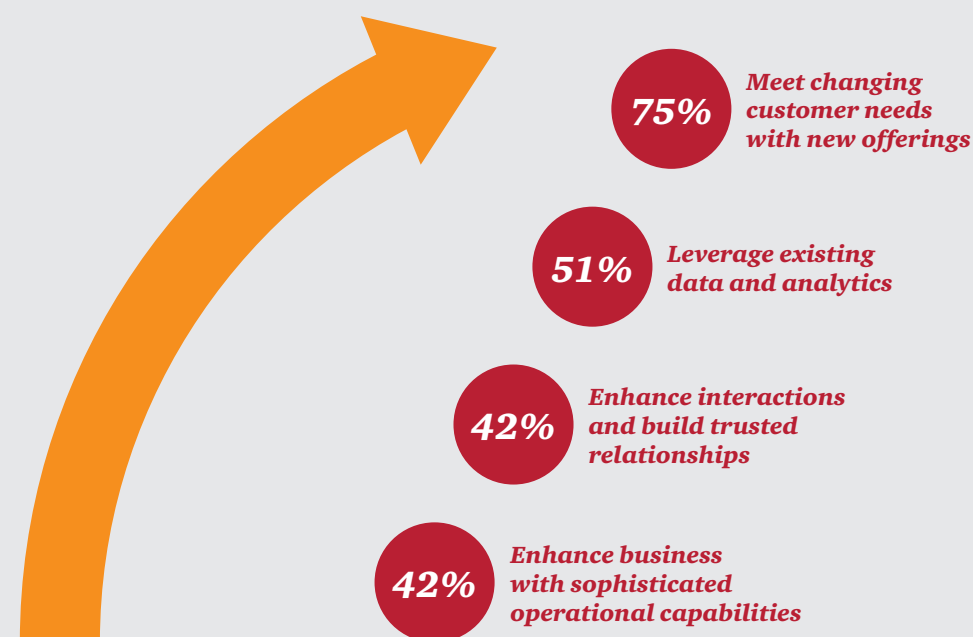 75%
Meet changing
customer needs
with new offerings
51%
Leverage existing
data and analytics
42%
Enhance interactions
and build trusted
relationships
42%
Enhance business
with sophisticated
operational capabilities